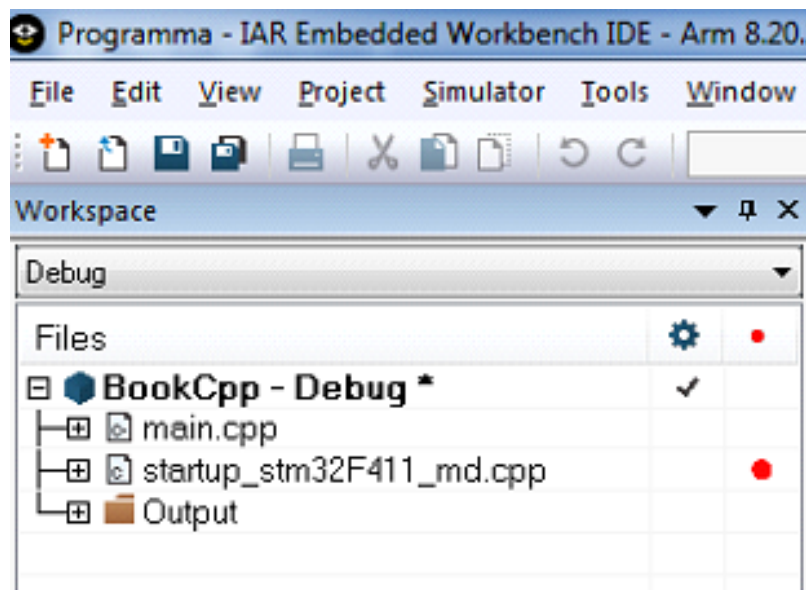 Programma - IAR Embedded Workbench IDE - Arm 8.20.
File Edit View Project Simulator Tools Window
Workspace
Debug
Files
BookCpp - Debug *
main.cpp
startup_stm32F411_md.cpp
Output